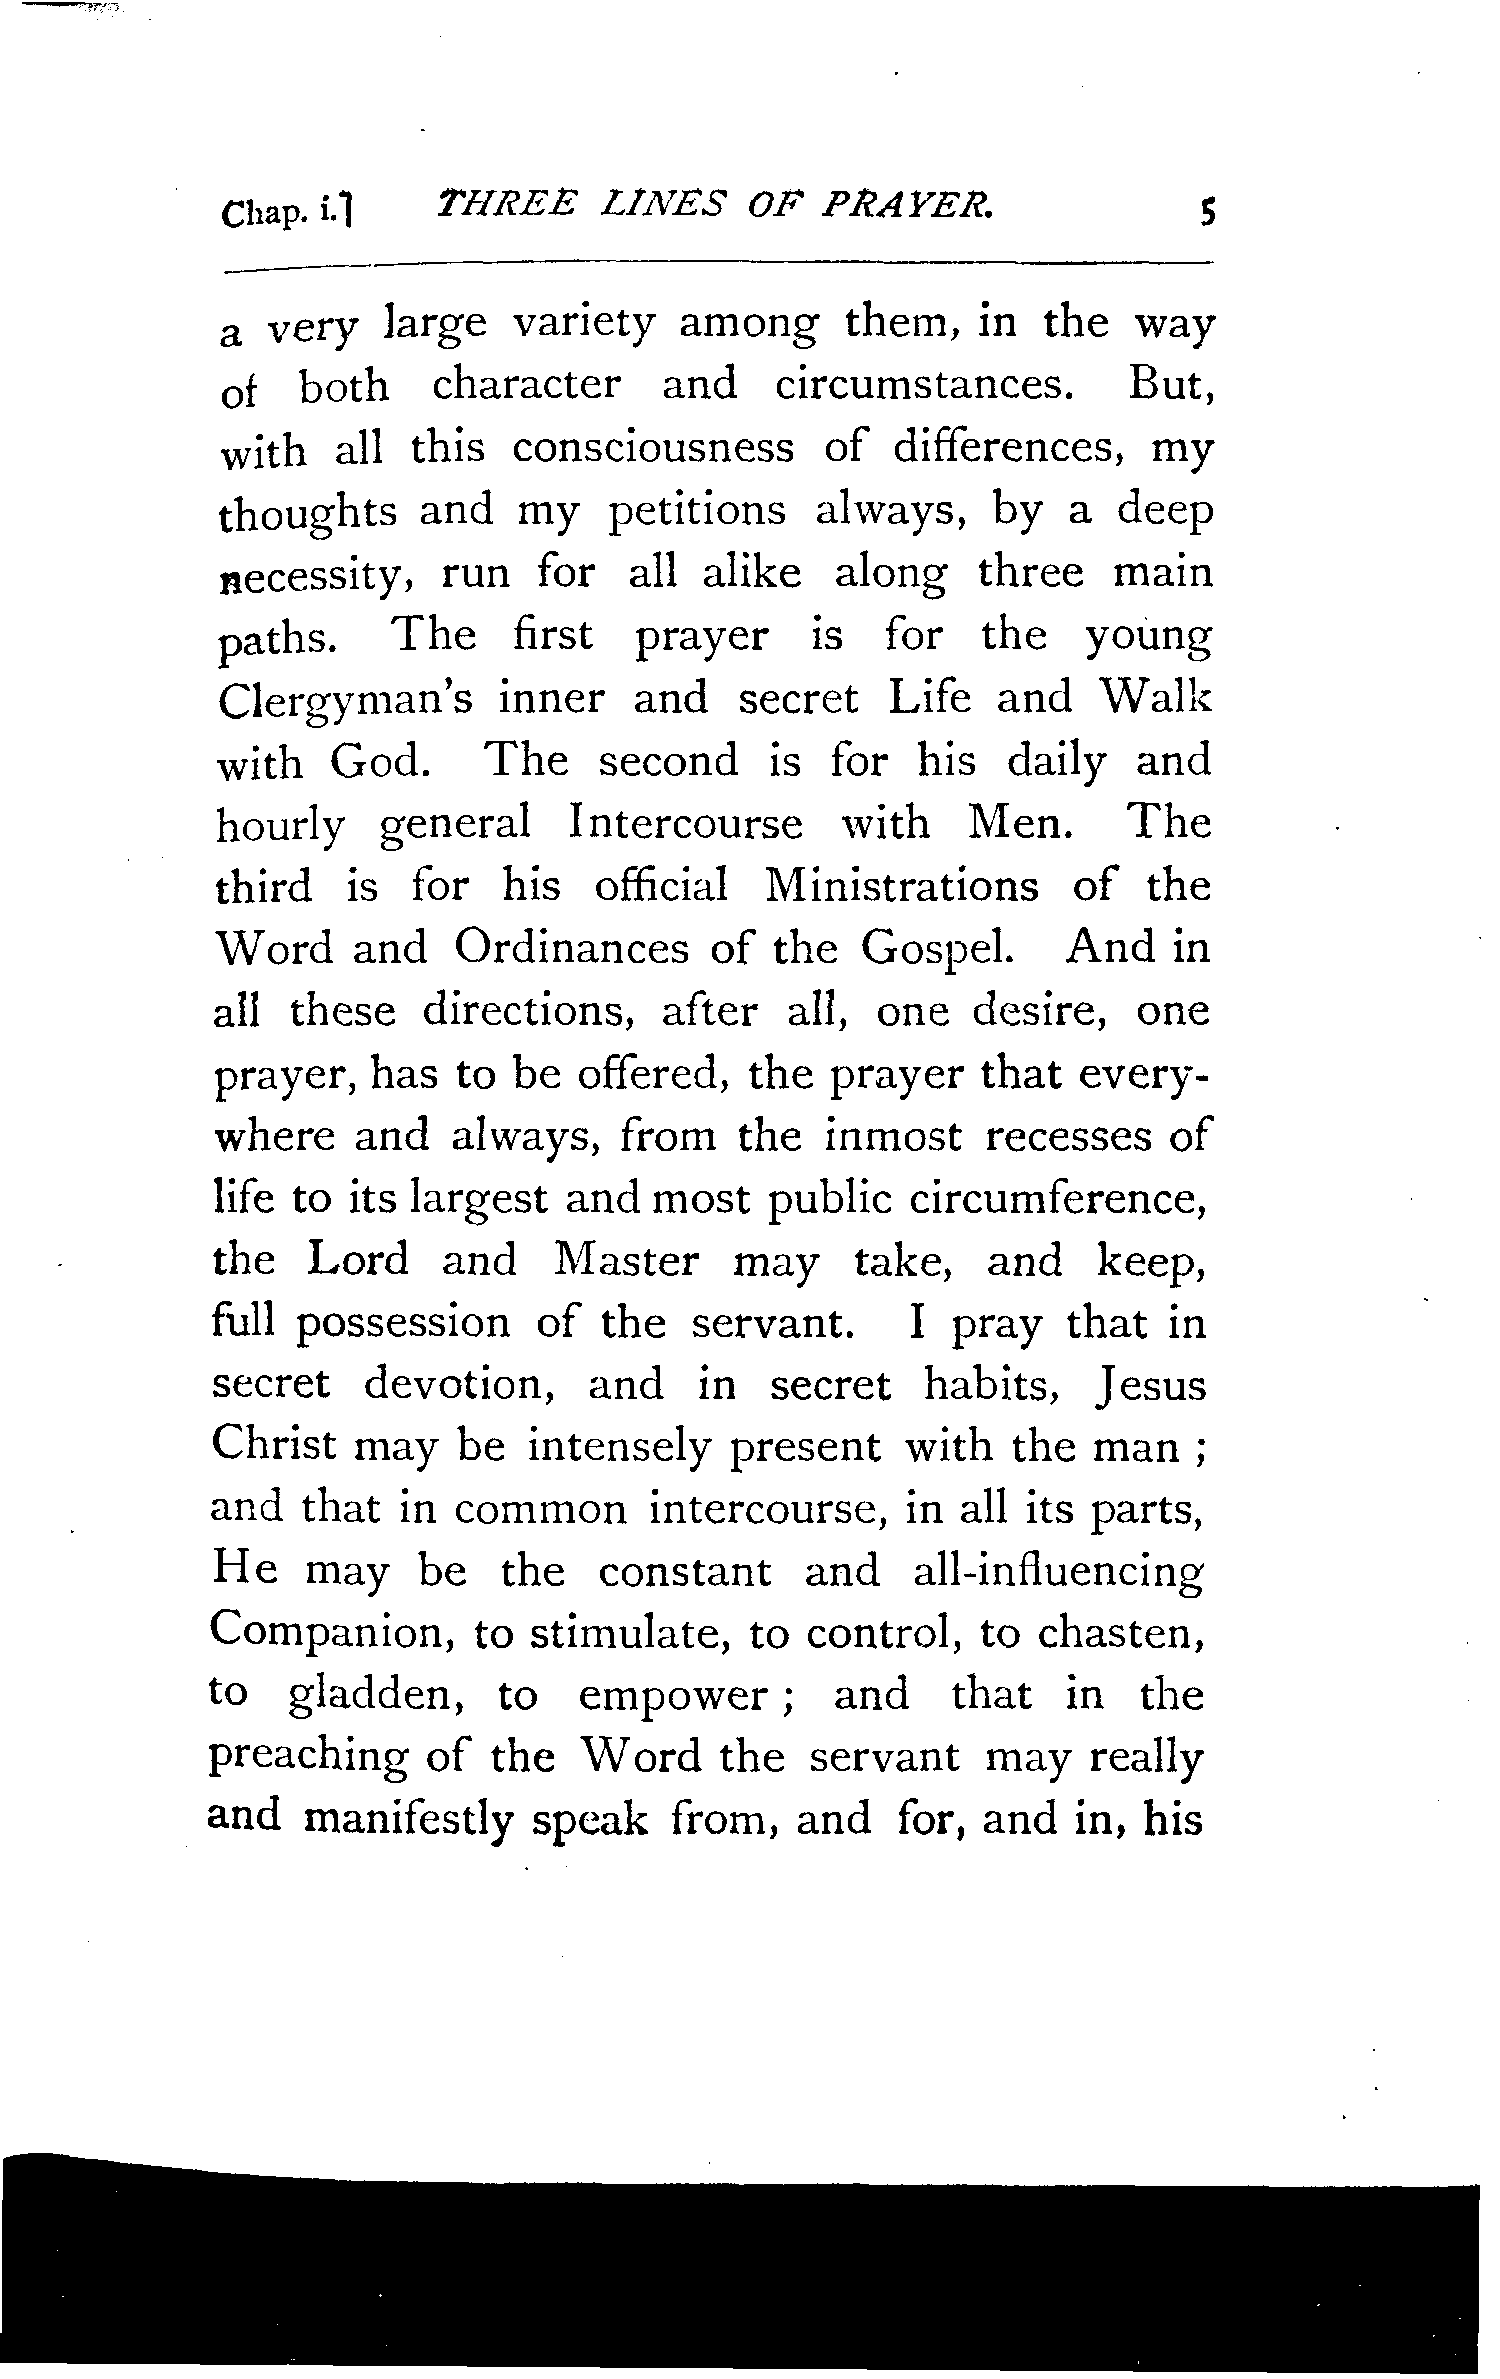 Chap. i.] THREE LINES OF PRAYER. 5
a very large variety among them, in the way
of both character and circumstances. But,
with all this consciousness of differences, my
thoughts and my petitions always, by a deep
necessity, run for all alike along three main
paths. The first prayer is for the young
Clergyman's inner and secret Life and Walk
with God. The second is for his daily and
hourly general Intercourse with Men. The
third is for his official Ministrations of the
Word and Ordinances of the Gospel. And in
all these directions, after all, one desire, one
prayer, has to be offered, the prayer that every-
where and always, from the inmost recesses of
life to its largest and most public circumference,
the Lord and Master may take, and keep,
full possession of the servant. I pray that in
secret devotion, and in secret habits, Jesus
Christ may be intensely present with the man ;
and that in common intercourse, in all its parts,
He may be the constant and all-influencing
Companion, to stimulate, to control, to chasten,
to gladden, to empower ; and that in the
preaching of the Word the servant may really
and manifestly speak from, and for, and in, his